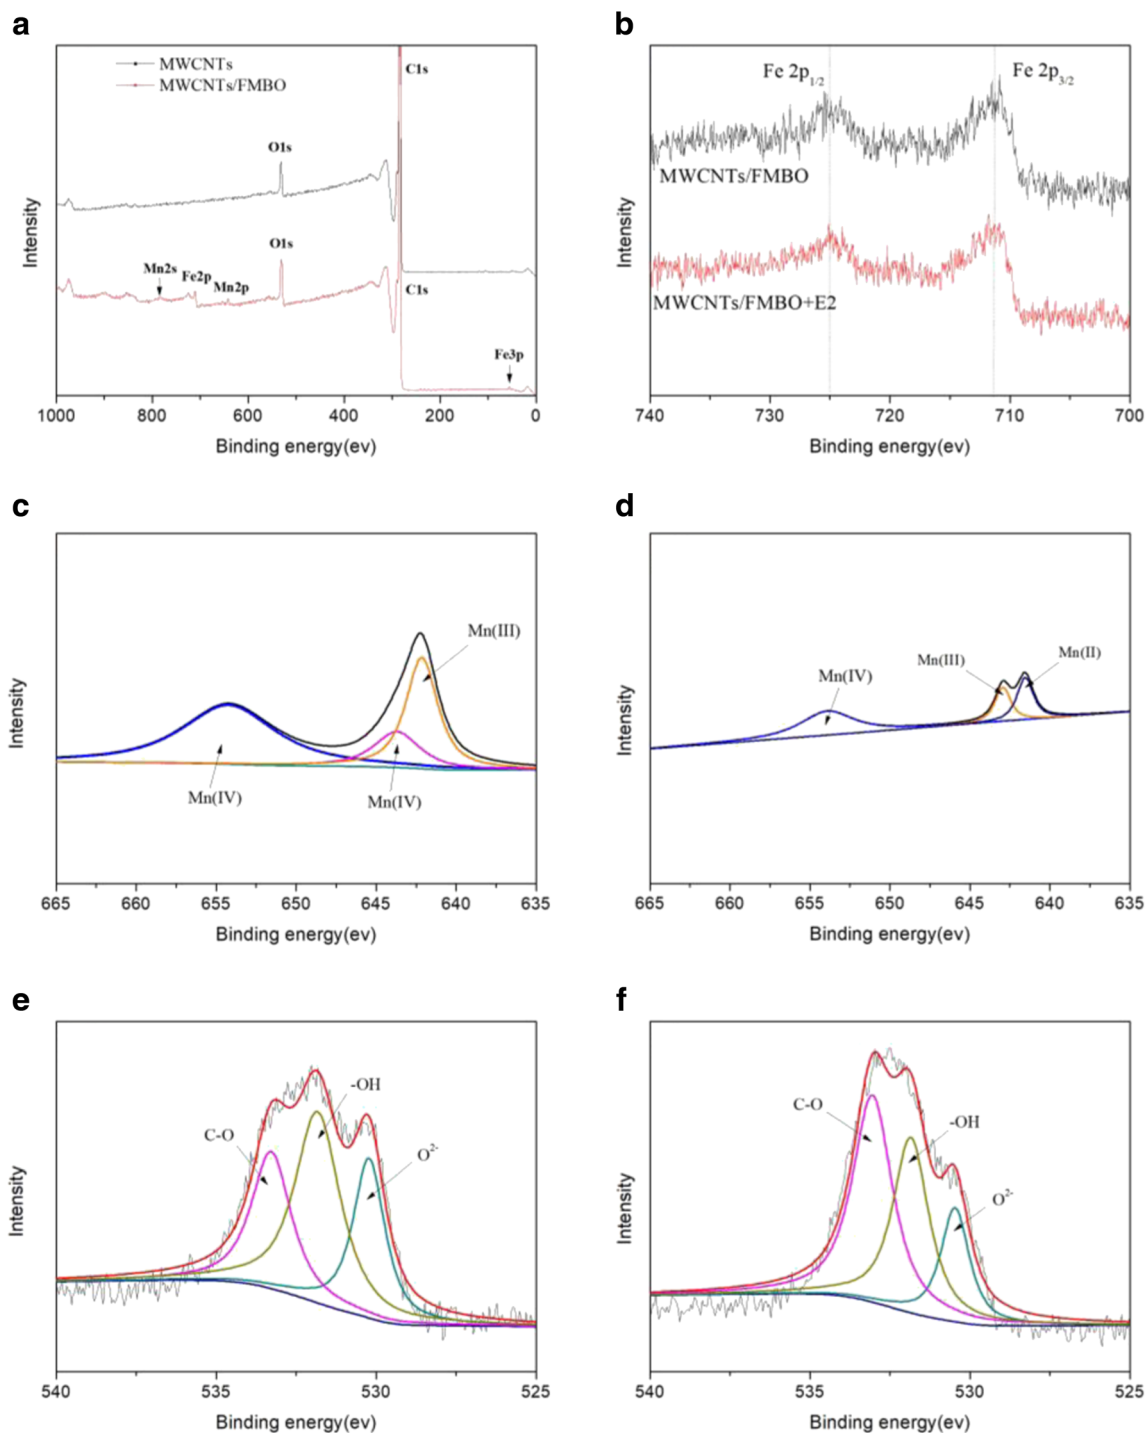 a
MWCNTs
MWCNTs/FMBO
C1s
O1s
O1s
Mn2s
Fe2p
Mn2p
C1s
Fe3p
Intensity
1000 800 600 400 200 0
Binding energy(ev)
b
Fe 2p1/2
Fe 2p3/2
MWCNTs/FMBO
MWCNTs/FMBO+E2
Intensity
740 730 720 710 700
Binding energy(ev)
c
Mn(III)
Mn(IV)
Mn(IV)
Intensity
665 660 655 650 645 640 635
Binding energy(ev)
d
Mn(IV)
Mn(III)
Mn(II)
Intensity
665 660 655 650 645 640 635
Binding energy(ev)
e
-OH
C-O
O2-
Intensity
540 535 530 525
Binding energy(ev)
f
C-O
-OH
O2-
Intensity
540 535 530 525
Binding energy(ev)